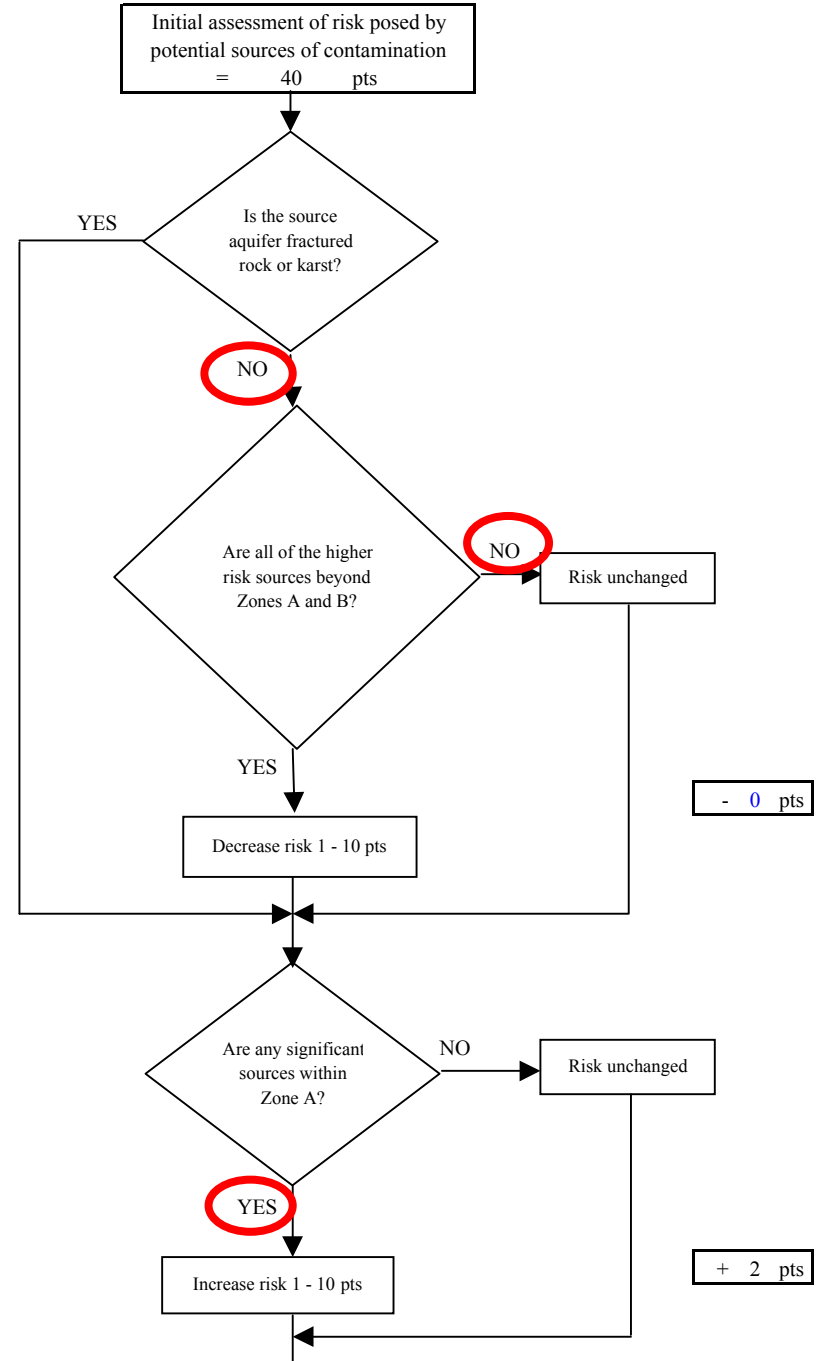 Initial assessment of risk posed by
potential sources of contamination
= 40 pts
YES
Is the source
aquifer fractured
rock or karst?
NO
Are all of the higher
risk sources beyond
Zones A and B?
NO
Risk unchanged
YES
- 0 pts
Decrease risk 1 - 10 pts
Are any significant
sources within
Zone A?
NO
Risk unchanged
YES
+ 2 pts
Increase risk 1 - 10 pts